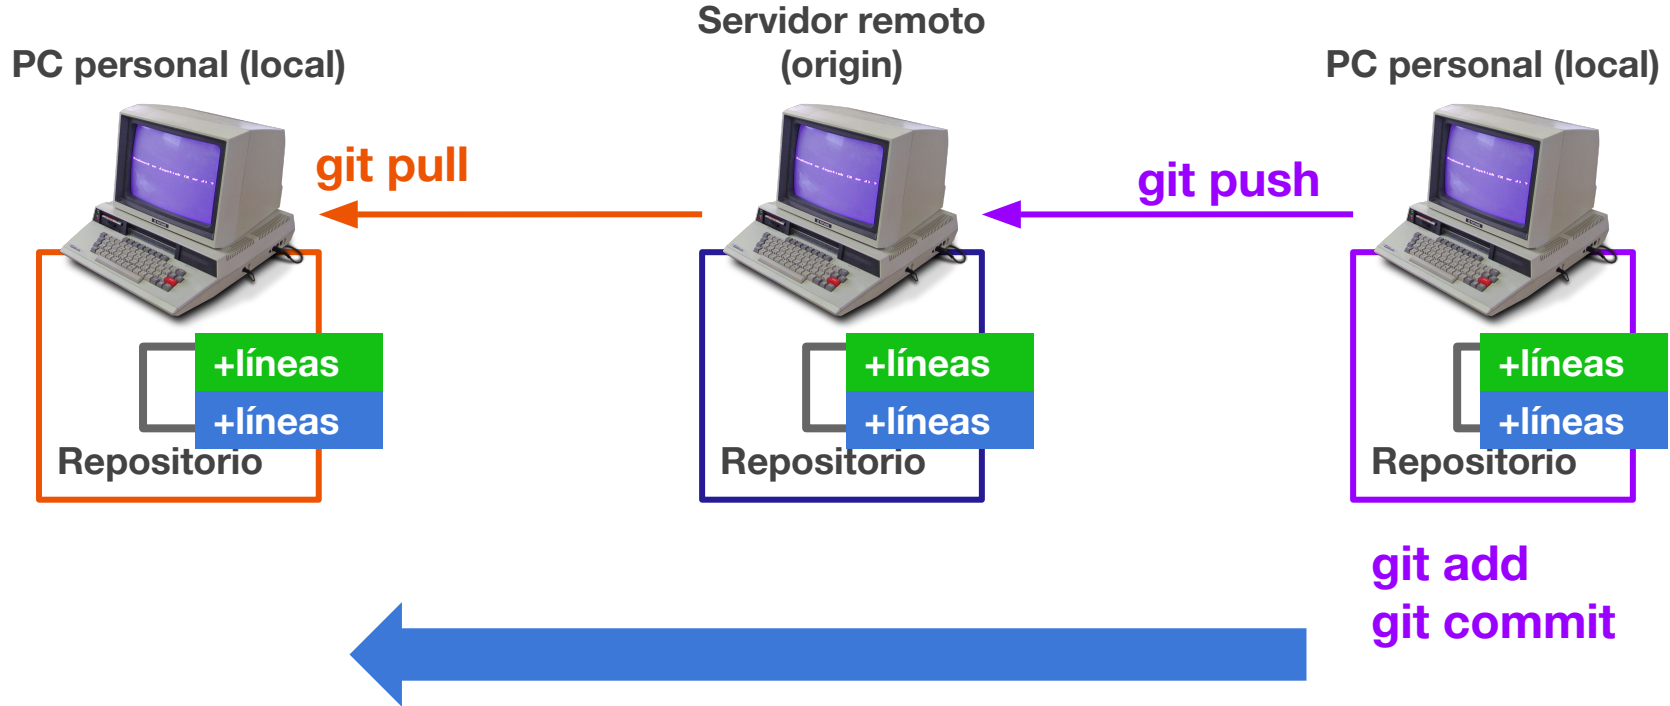 Servidor remoto
(origin)
PC personal (local)
PC personal (local)
git pull
git push
+líneas
+líneas
Repositorio
+líneas
+líneas
Repositorio
+líneas
+líneas
Repositorio
git add
git commit